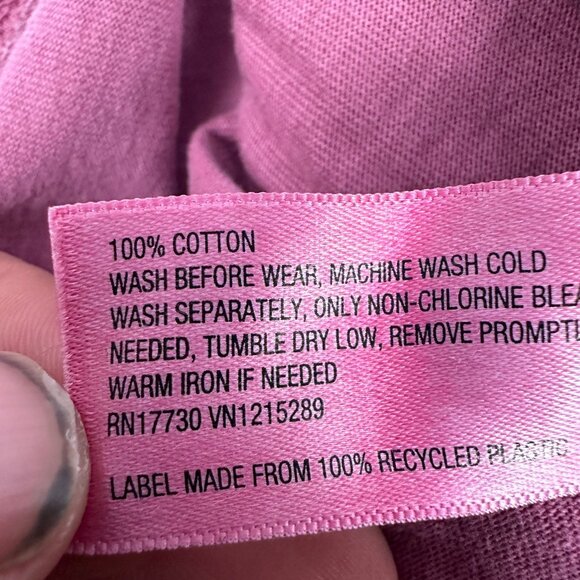 100% COTTON
WASH BEFORE WEAR, MACHINE WASH COLD
WASH SEPARATELY, ONLY NON-CHLORINE BLEA
NEEDED, TUMBLE DRY LOW, REMOVE PROMPTL
WARM IRON IF NEEDED
RN17730 VN1215289
LABEL MADE FROM 100% RECYCLED PLASTIC